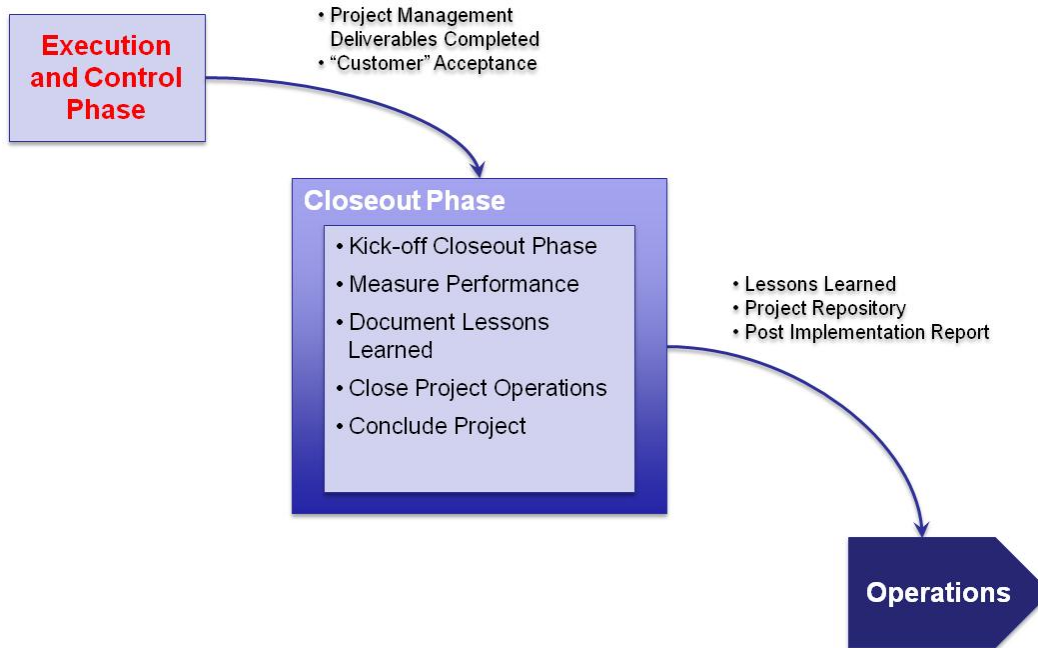 Execution
and Control
Phase
• Project Management
Deliverables Completed
• “Customer” Acceptance
Closeout Phase
• Kick-off Closeout Phase
• Measure Performance
• Document Lessons
Learned
• Close Project Operations
• Conclude Project
• Lessons Learned
• Project Repository
• Post Implementation Report
Operations